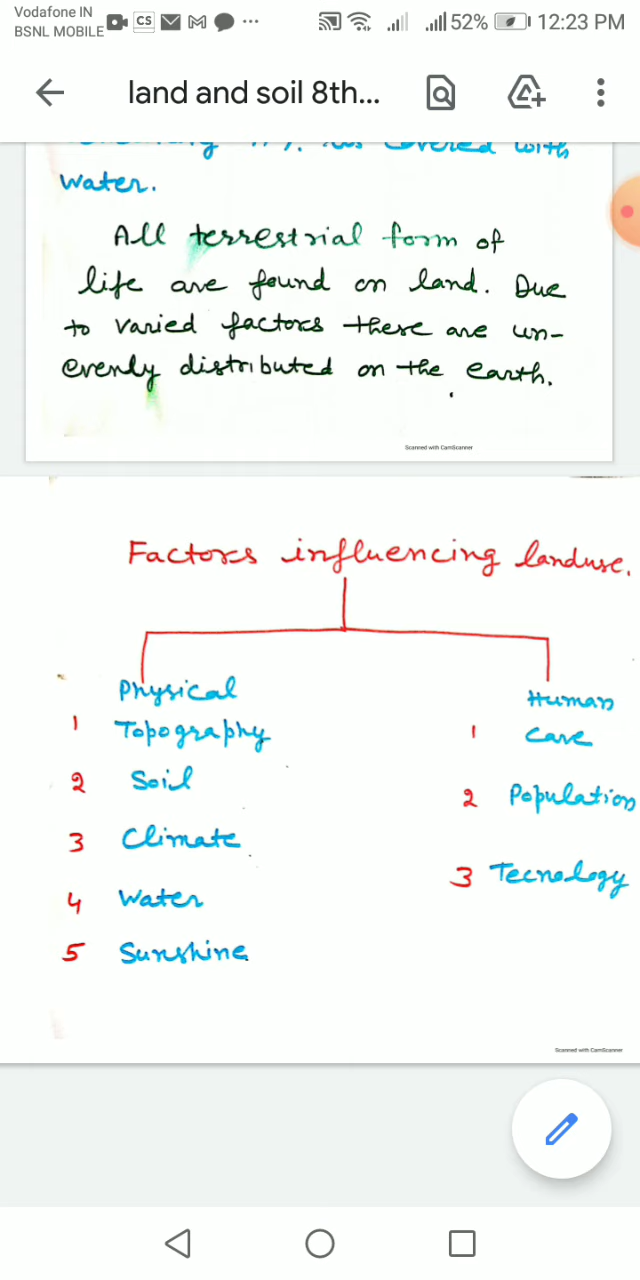 Vodafone IN
BSNL MOBILE
CS
52%
12:23 PM
land and soil 8th...
covered with
water.
All terrestrial form of
life are found on land. Due
to varied factors there are un-
evenly distributed on the earth.
Scanned with CamScanner
Factors influencing landuse.
Physical
1 Topography
2 Soil
3 Climate
4 Water
5 Sunshine
Human
1 Care
2 Population
3 Tecnology
Scanned with CamScanner